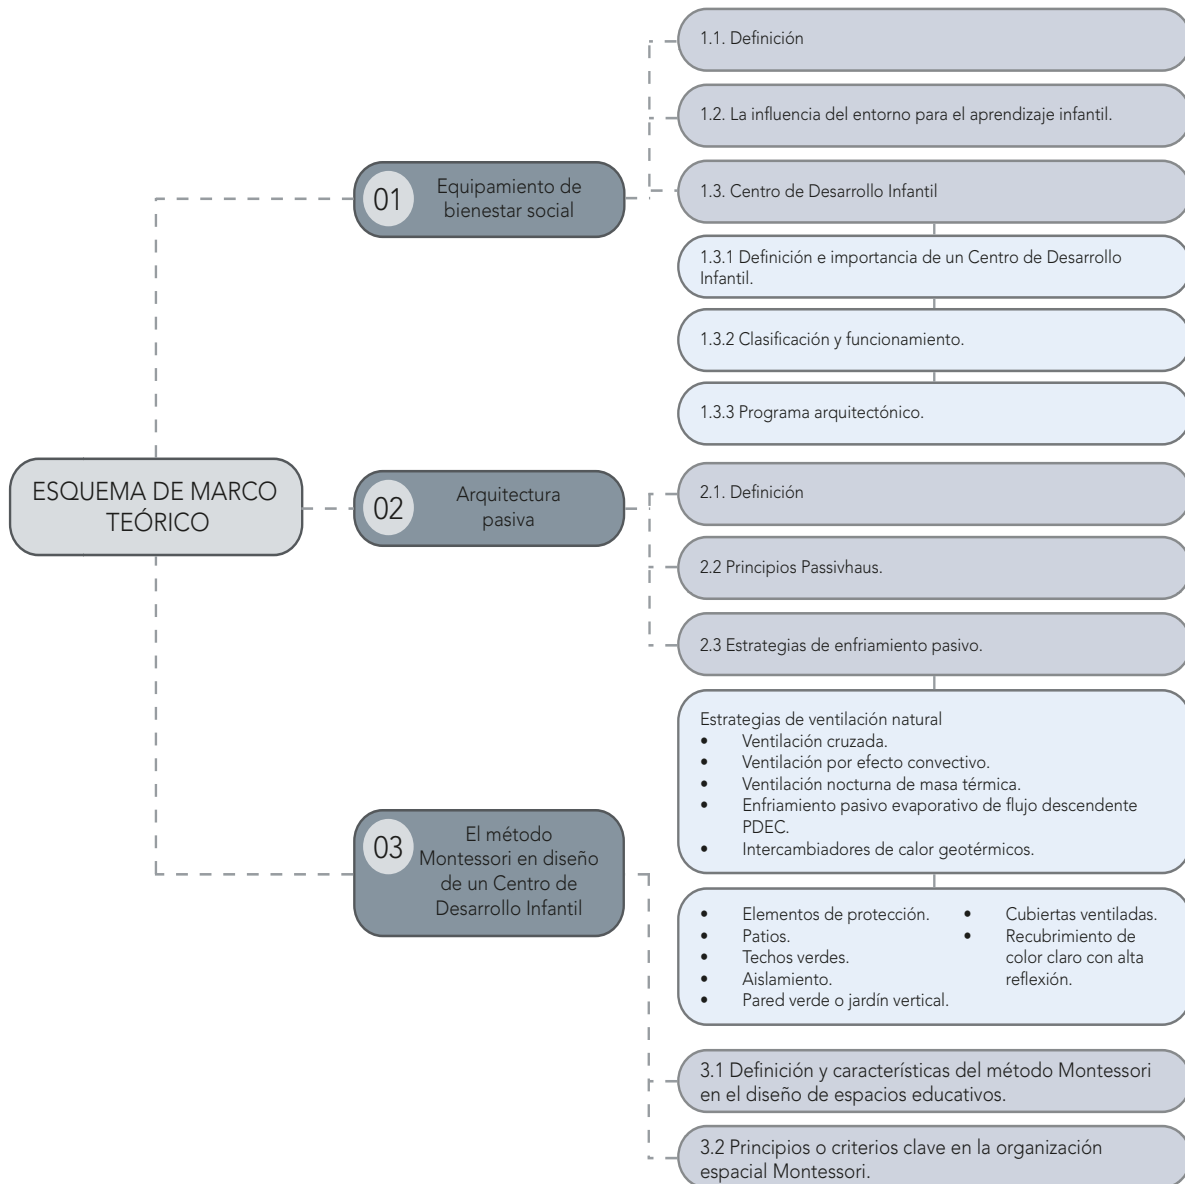 ESQUEMA DE MARCO
TEÓRICO
01
Equipamiento de
bienestar social
1.1. Definición
1.2. La influencia del entorno para el aprendizaje infantil.
1.3. Centro de Desarrollo Infantil
1.3.1 Definición e importancia de un Centro de Desarrollo
Infantil.
1.3.2 Clasificación y funcionamiento.
1.3.3 Programa arquitectónico.
02
Arquitectura
pasiva
2.1. Definición
2.2 Principios Passivhaus.
2.3 Estrategias de enfriamiento pasivo.
Estrategias de ventilación natural
• Ventilación cruzada.
• Ventilación por efecto convectivo.
• Ventilación nocturna de masa térmica.
• Enfriamiento pasivo evaporativo de flujo descendente
PDEC.
• Intercambiadores de calor geotérmicos.
• Elementos de protección.
• Patios.
• Techos verdes.
• Aislamiento.
• Pared verde o jardín vertical.
• Cubiertas ventiladas.
• Recubrimiento de
color claro con alta
reflexión.
03
El método
Montessori en diseño
de un Centro de
Desarrollo Infantil
3.1 Definición y características del método Montessori
en el diseño de espacios educativos.
3.2 Principios o criterios clave en la organización
espacial Montessori.